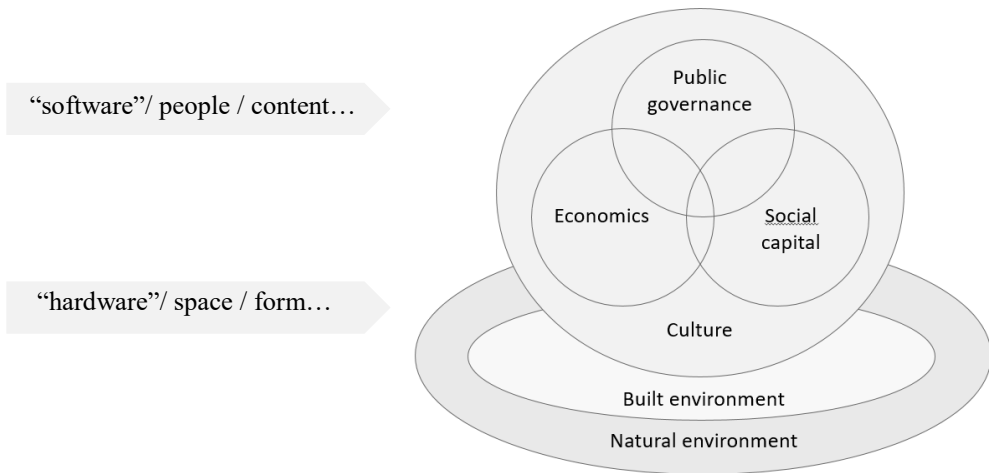 “software”/ people / content…
Public
governance
Economics
Social
capital
“hardware”/ space / form…
Culture
Built environment
Natural environment